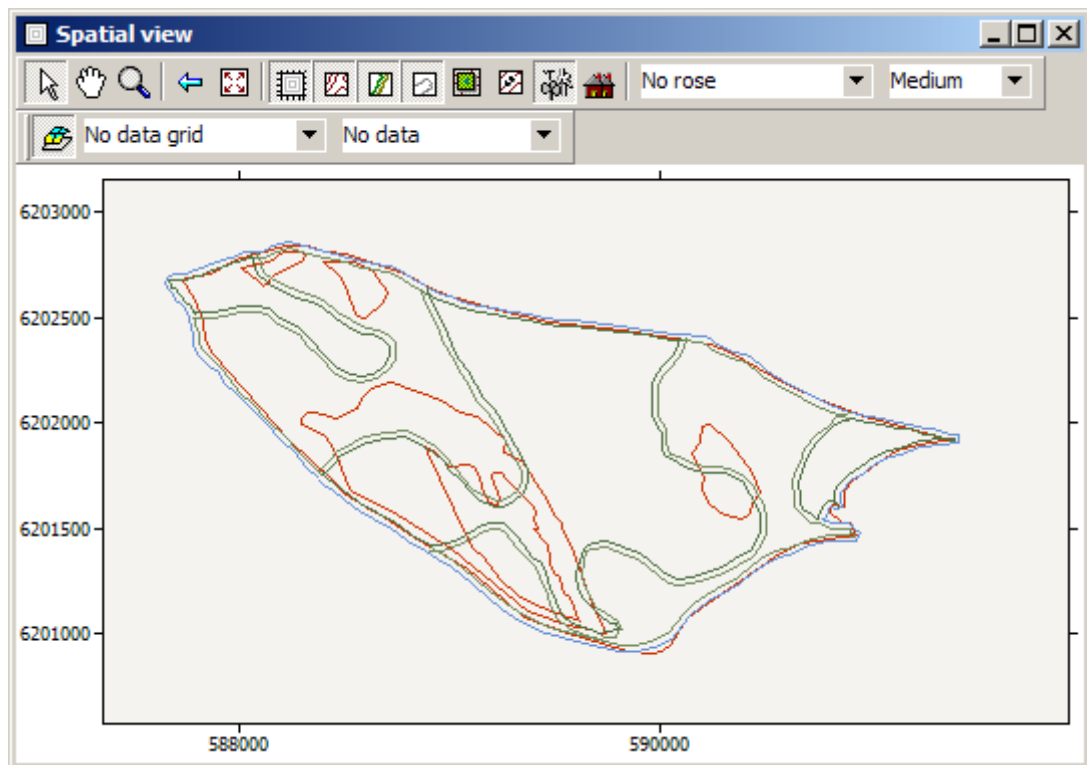 Spatial view
No rose
Medium
No data grid
No data
6203000
6202500
6202000
6201500
6201000
588000
590000